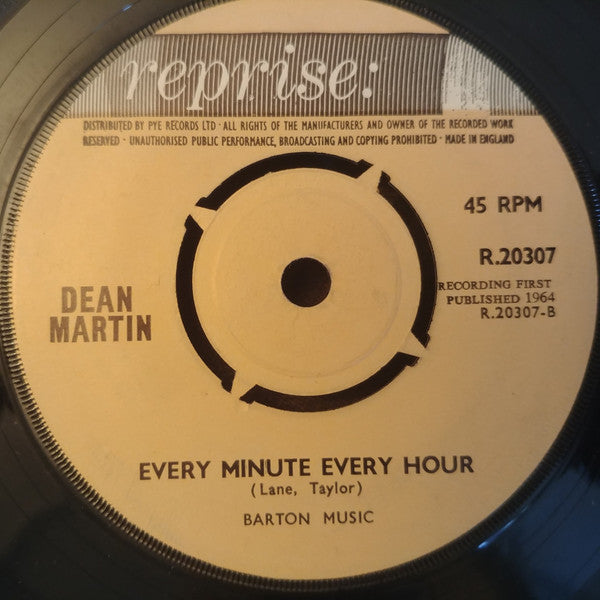 reprise:
DISTRIBUTED BY PYE RECORDS LTD · ALL RIGHTS OF THE MANUFACTURERS AND OWNER OF THE RECORDED WORK
RESERVED · UNAUTHORISED PUBLIC PERFORMANCE, BROADCASTING AND COPYING PROHIBITED · MADE IN ENGLAND
45 RPM
R.20307
RECORDING FIRST
PUBLISHED 1964
R.20307-B
DEAN
MARTIN
EVERY MINUTE EVERY HOUR
(Lane, Taylor)
BARTON MUSIC